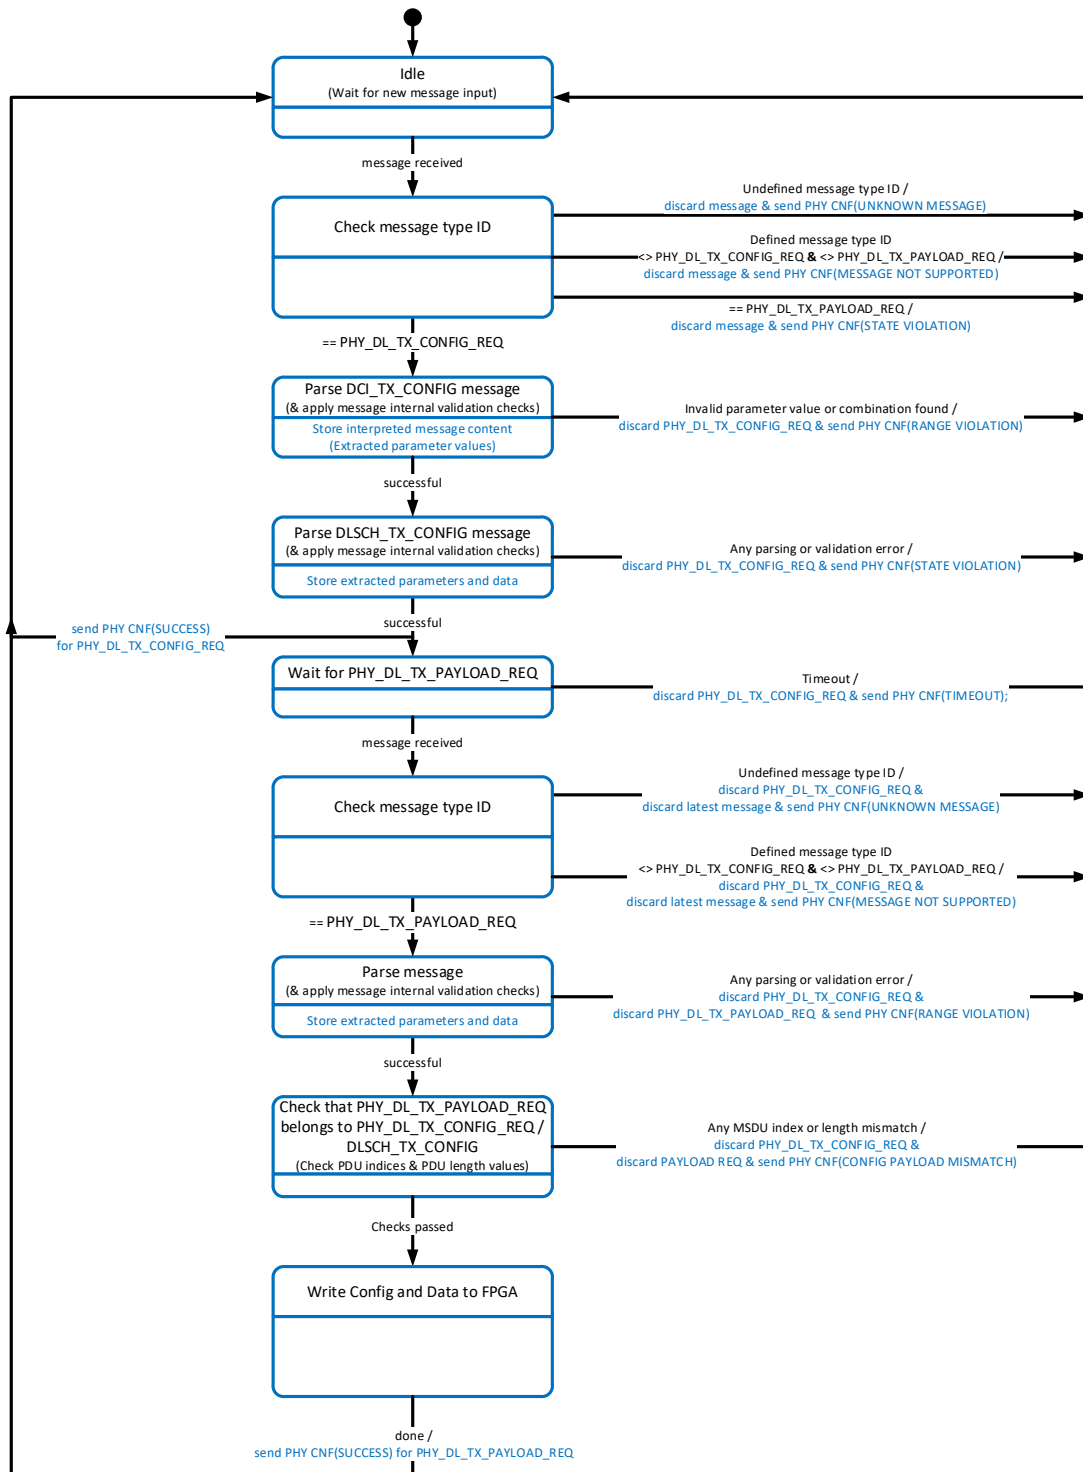 Idle
(Wait for new message input)
message received
Check message type ID
Undefined message type ID /
discard message & send PHY CNF(UNKNOWN MESSAGE)
Defined message type ID
<> PHY_DL_TX_CONFIG_REQ & <> PHY_DL_TX_PAYLOAD_REQ /
discard message & send PHY CNF(MESSAGE NOT SUPPORTED)
== PHY_DL_TX_PAYLOAD_REQ /
discard message & send PHY CNF(STATE VIOLATION)
== PHY_DL_TX_CONFIG_REQ
Parse DCI_TX_CONFIG message
(& apply message internal validation checks)
Store interpreted message content
(Extracted parameter values)
Invalid parameter value or combination found /
discard PHY_DL_TX_CONFIG_REQ & send PHY CNF(RANGE VIOLATION)
successful
Parse DLSCH_TX_CONFIG message
(& apply message internal validation checks)
Store extracted parameters and data
Any parsing or validation error /
discard PHY_DL_TX_CONFIG_REQ & send PHY CNF(STATE VIOLATION)
successful
send PHY CNF(SUCCESS)
for PHY_DL_TX_CONFIG_REQ
Wait for PHY_DL_TX_PAYLOAD_REQ
Timeout /
discard PHY_DL_TX_CONFIG_REQ & send PHY CNF(TIMEOUT);
message received
Check message type ID
Undefined message type ID /
discard PHY_DL_TX_CONFIG_REQ &
discard latest message & send PHY CNF(UNKNOWN MESSAGE)
Defined message type ID
<> PHY_DL_TX_CONFIG_REQ & <> PHY_DL_TX_PAYLOAD_REQ /
discard PHY_DL_TX_CONFIG_REQ &
discard latest message & send PHY CNF(MESSAGE NOT SUPPORTED)
== PHY_DL_TX_PAYLOAD_REQ
Parse message
(& apply message internal validation checks)
Store extracted parameters and data
Any parsing or validation error /
discard PHY_DL_TX_CONFIG_REQ &
discard PHY_DL_TX_PAYLOAD_REQ & send PHY CNF(RANGE VIOLATION)
successful
Check that PHY_DL_TX_PAYLOAD_REQ
belongs to PHY_DL_TX_CONFIG_REQ /
DLSCH_TX_CONFIG
(Check PDU indices & PDU length values)
Any MSDU index or length mismatch /
discard PHY_DL_TX_CONFIG_REQ &
discard PAYLOAD REQ & send PHY CNF(CONFIG PAYLOAD MISMATCH)
Checks passed
Write Config and Data to FPGA
done /
send PHY CNF(SUCCESS) for PHY_DL_TX_PAYLOAD_REQ